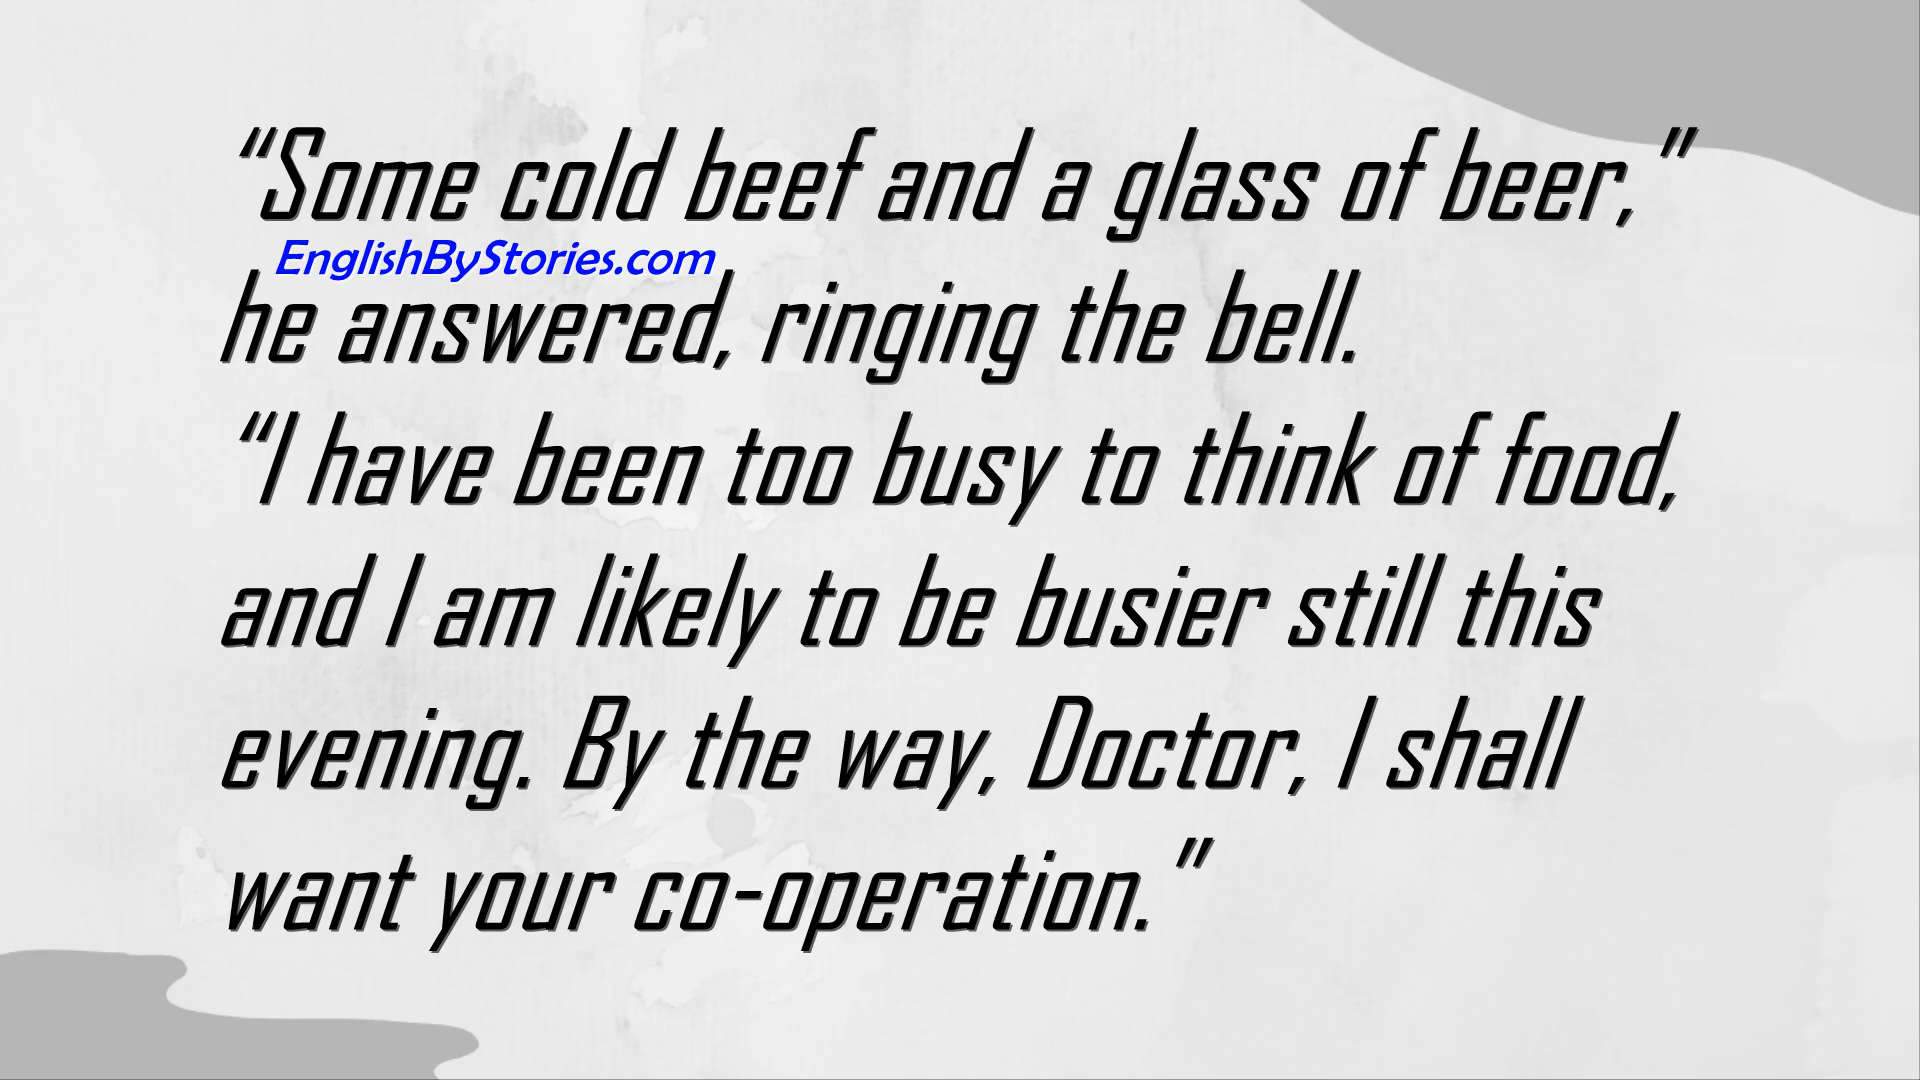 “Some cold beef and a glass of beer,”
EnglishByStories.com
he answered, ringing the bell.
“I have been too busy to think of food,
and I am likely to be busier still this
evening. By the way, Doctor, I shall
want your co-operation.”